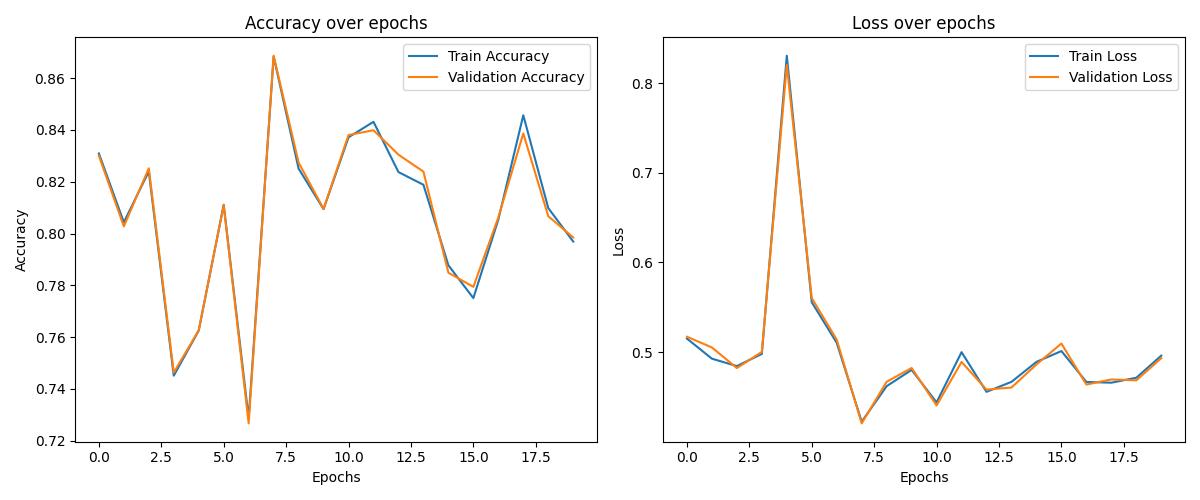 Accuracy over epochs
Train Accuracy
Validation Accuracy
0.86
0.84
0.82
0.80
0.78
0.76
0.74
0.72
Accuracy
0.0 2.5 5.0 7.5 10.0 12.5 15.0 17.5
Epochs
Loss over epochs
Train Loss
Validation Loss
0.8
0.7
0.6
0.5
Loss
0.0 2.5 5.0 7.5 10.0 12.5 15.0 17.5
Epochs